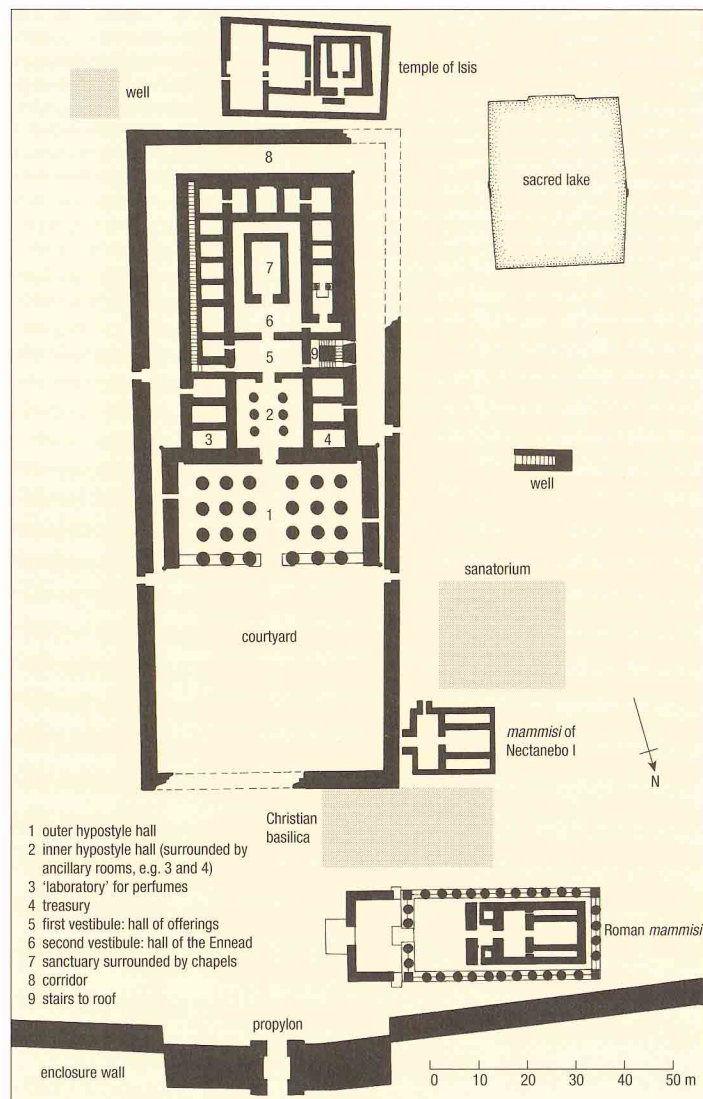 temple of Isis
well
8
sacred lake
7
6
5
9
2
3
4
1
well
sanatorium
courtyard
mammisi of
Nectanebo I
N
Christian
basilica
1 outer hypostyle hall
2 inner hypostyle hall (surrounded by
ancillary rooms, e.g. 3 and 4)
3 ‘laboratory’ for perfumes
4 treasury
5 first vestibule: hall of offerings
6 second vestibule: hall of the Ennead
7 sanctuary surrounded by chapels
8 corridor
9 stairs to roof
Roman mammisi
propylon
enclosure wall
0 10 20 30 40 50 m